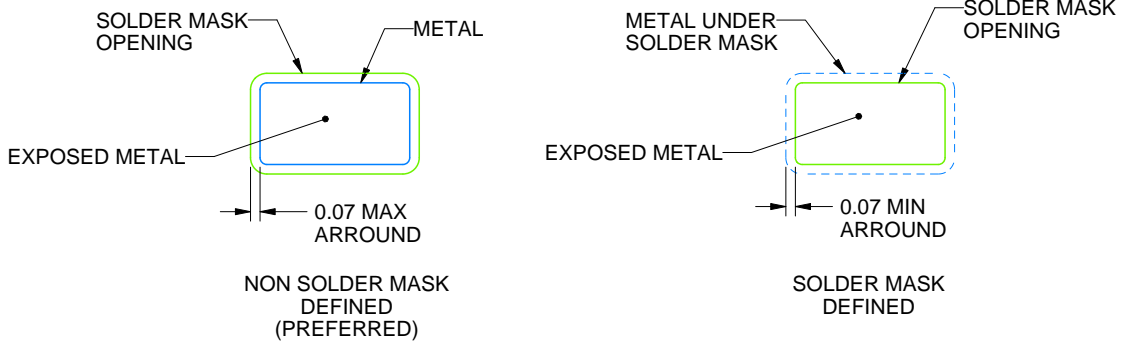 SOLDER MASK
OPENING
METAL
EXPOSED METAL
0.07 MAX
ARROUND
NON SOLDER MASK
DEFINED
(PREFERRED)
METAL UNDER
SOLDER MASK
SOLDER MASK
OPENING
EXPOSED METAL
0.07 MIN
ARROUND
SOLDER MASK
DEFINED